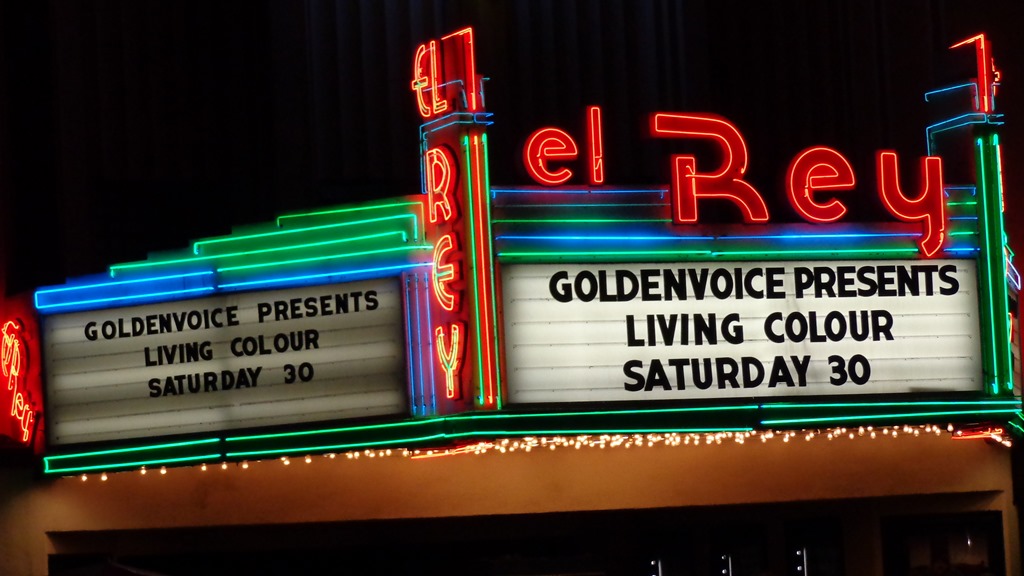 EL REY
el Rey
GOLDENVOICE PRESENTS
LIVING COLOUR
SATURDAY 30
GOLDENVOICE PRESENTS
LIVING COLOUR
SATURDAY 30